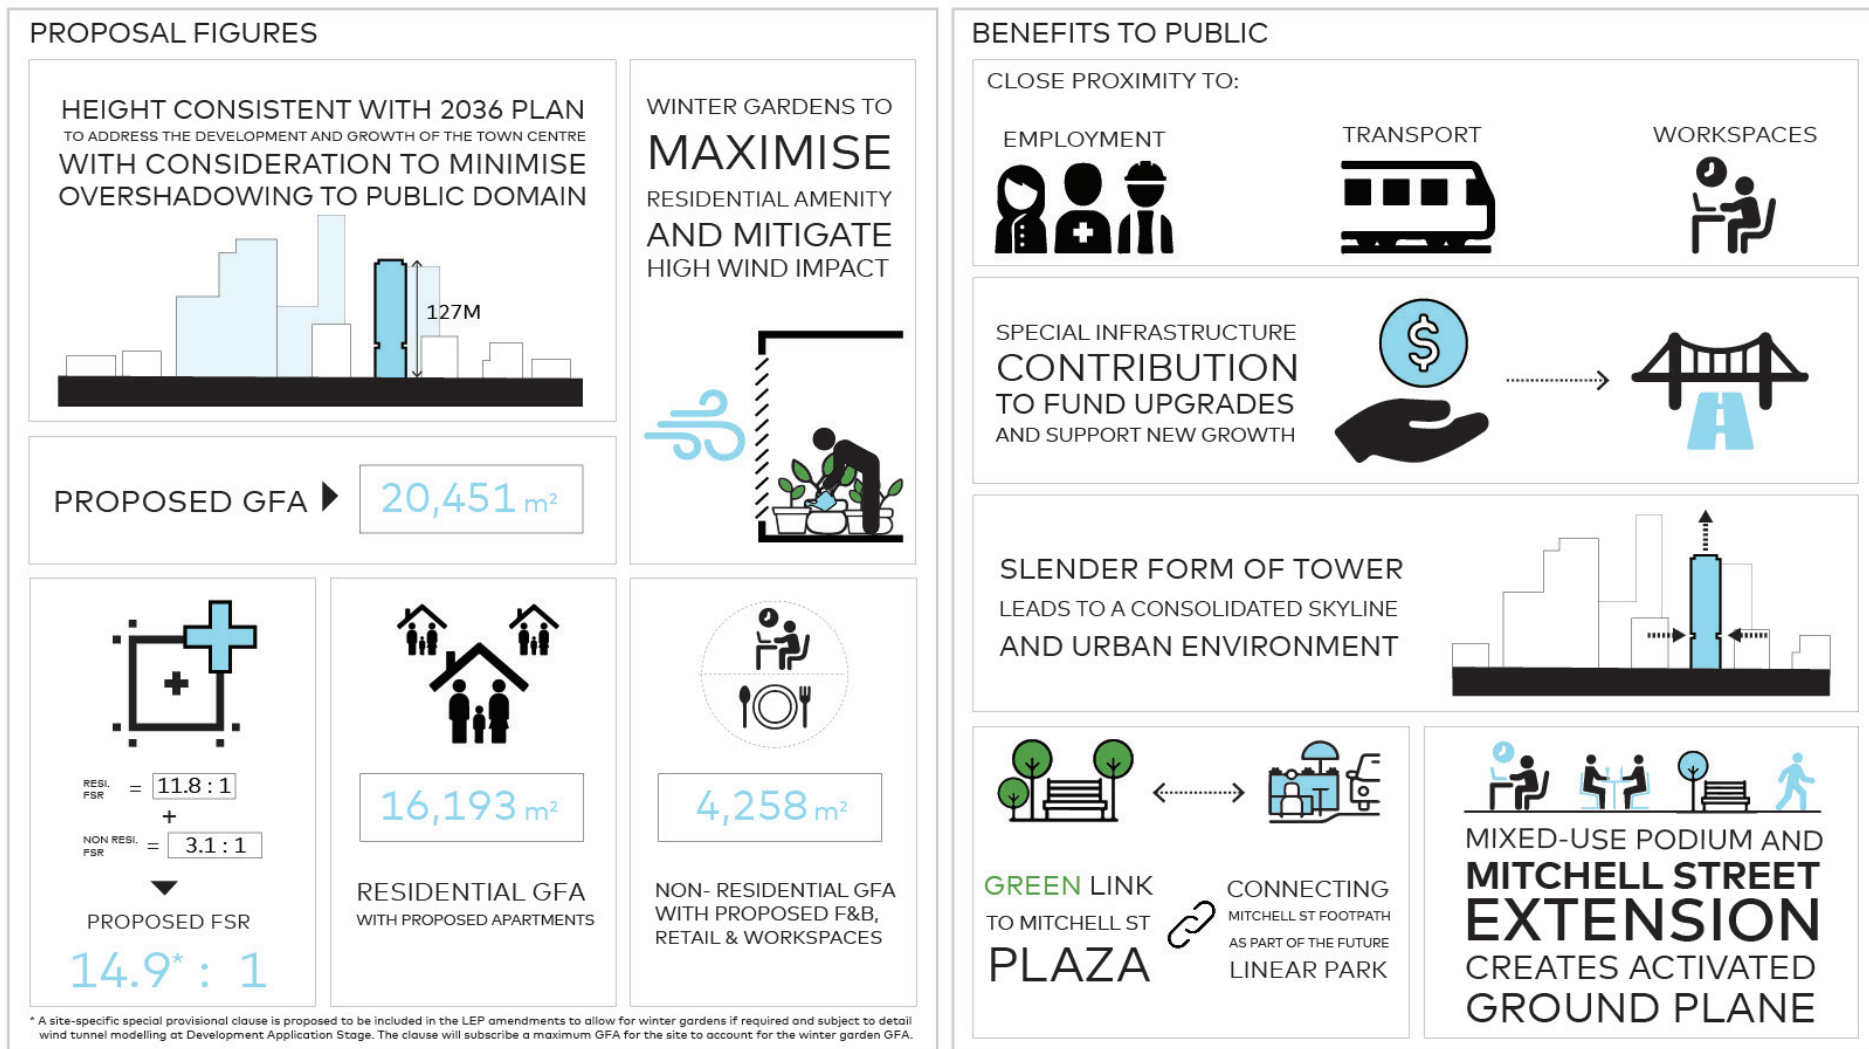 PROPOSAL FIGURES
HEIGHT CONSISTENT WITH 2036 PLAN
TO ADDRESS THE DEVELOPMENT AND GROWTH OF THE TOWN CENTRE
WITH CONSIDERATION TO MINIMISE
OVERSHADOWING TO PUBLIC DOMAIN
127M
WINTER GARDENS TO
MAXIMISE
RESIDENTIAL AMENITY
AND MITIGATE
HIGH WIND IMPACT
PROPOSED GFA
20,451 m²
RESI.
FSR
= 11.8 : 1
+
NON RESI.
FSR
= 3.1 : 1
PROPOSED FSR
14.9* : 1
16,193 m²
RESIDENTIAL GFA
WITH PROPOSED APARTMENTS
4,258 m²
NON- RESIDENTIAL GFA
WITH PROPOSED F&B,
RETAIL & WORKSPACES
* A site-specific special provisional clause is proposed to be included in the LEP amendments to allow for winter gardens if required and subject to detail
wind tunnel modelling at Development Application Stage. The clause will subscribe a maximum GFA for the site to account for the winter garden GFA.
BENEFITS TO PUBLIC
CLOSE PROXIMITY TO:
EMPLOYMENT
TRANSPORT
WORKSPACES
SPECIAL INFRASTRUCTURE
CONTRIBUTION
TO FUND UPGRADES
AND SUPPORT NEW GROWTH
$
SLENDER FORM OF TOWER
LEADS TO A CONSOLIDATED SKYLINE
AND URBAN ENVIRONMENT
GREEN LINK
TO MITCHELL ST
PLAZA
CONNECTING
MITCHELL ST FOOTPATH
AS PART OF THE FUTURE
LINEAR PARK
MIXED-USE PODIUM AND
MITCHELL STREET
EXTENSION
CREATES ACTIVATED
GROUND PLANE